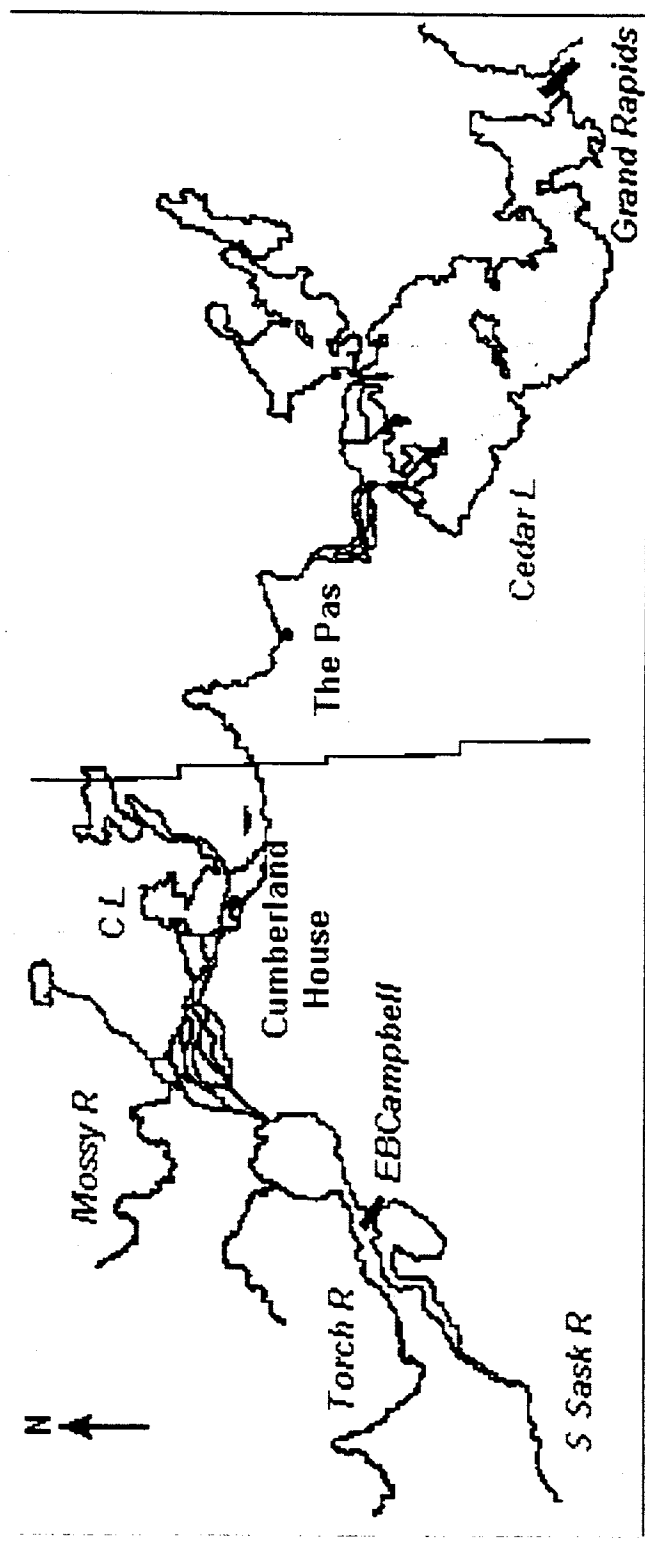 N
Mossy R
C L
Torch R
Cumberland
House
EBCampbell
The Pas
S Sask R
Cedar L
Grand Rapids